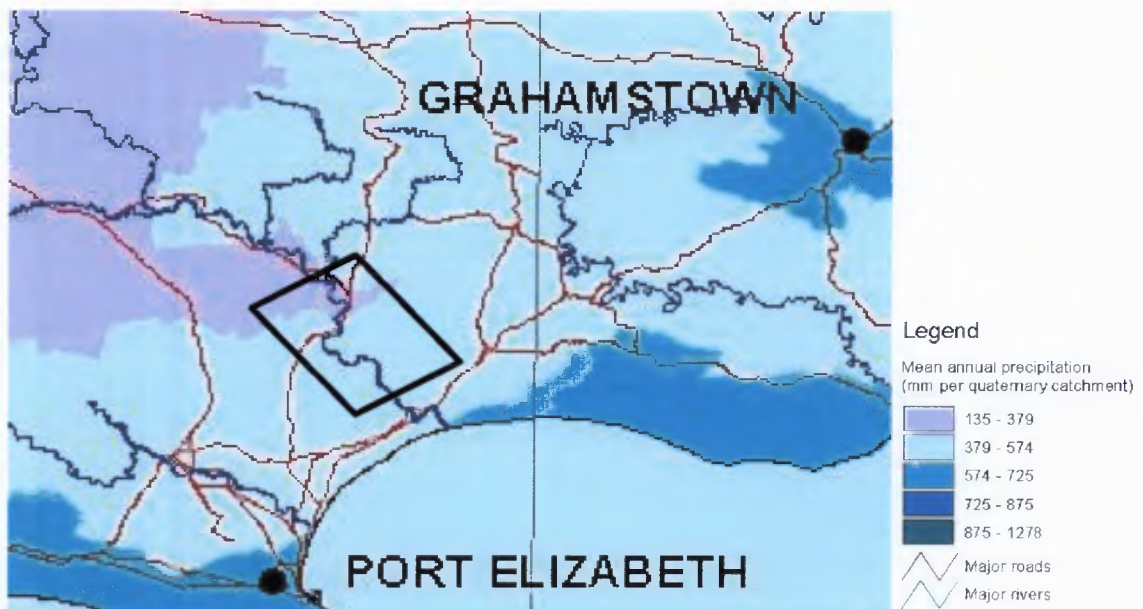 GRAHAMSTOWN
PORT ELIZABETH
Legend
Mean annual precipitation
(mm per quaternary catchment)
135 - 379
379 - 574
574 - 725
725 - 875
875 - 1278
Major roads
Major rivers